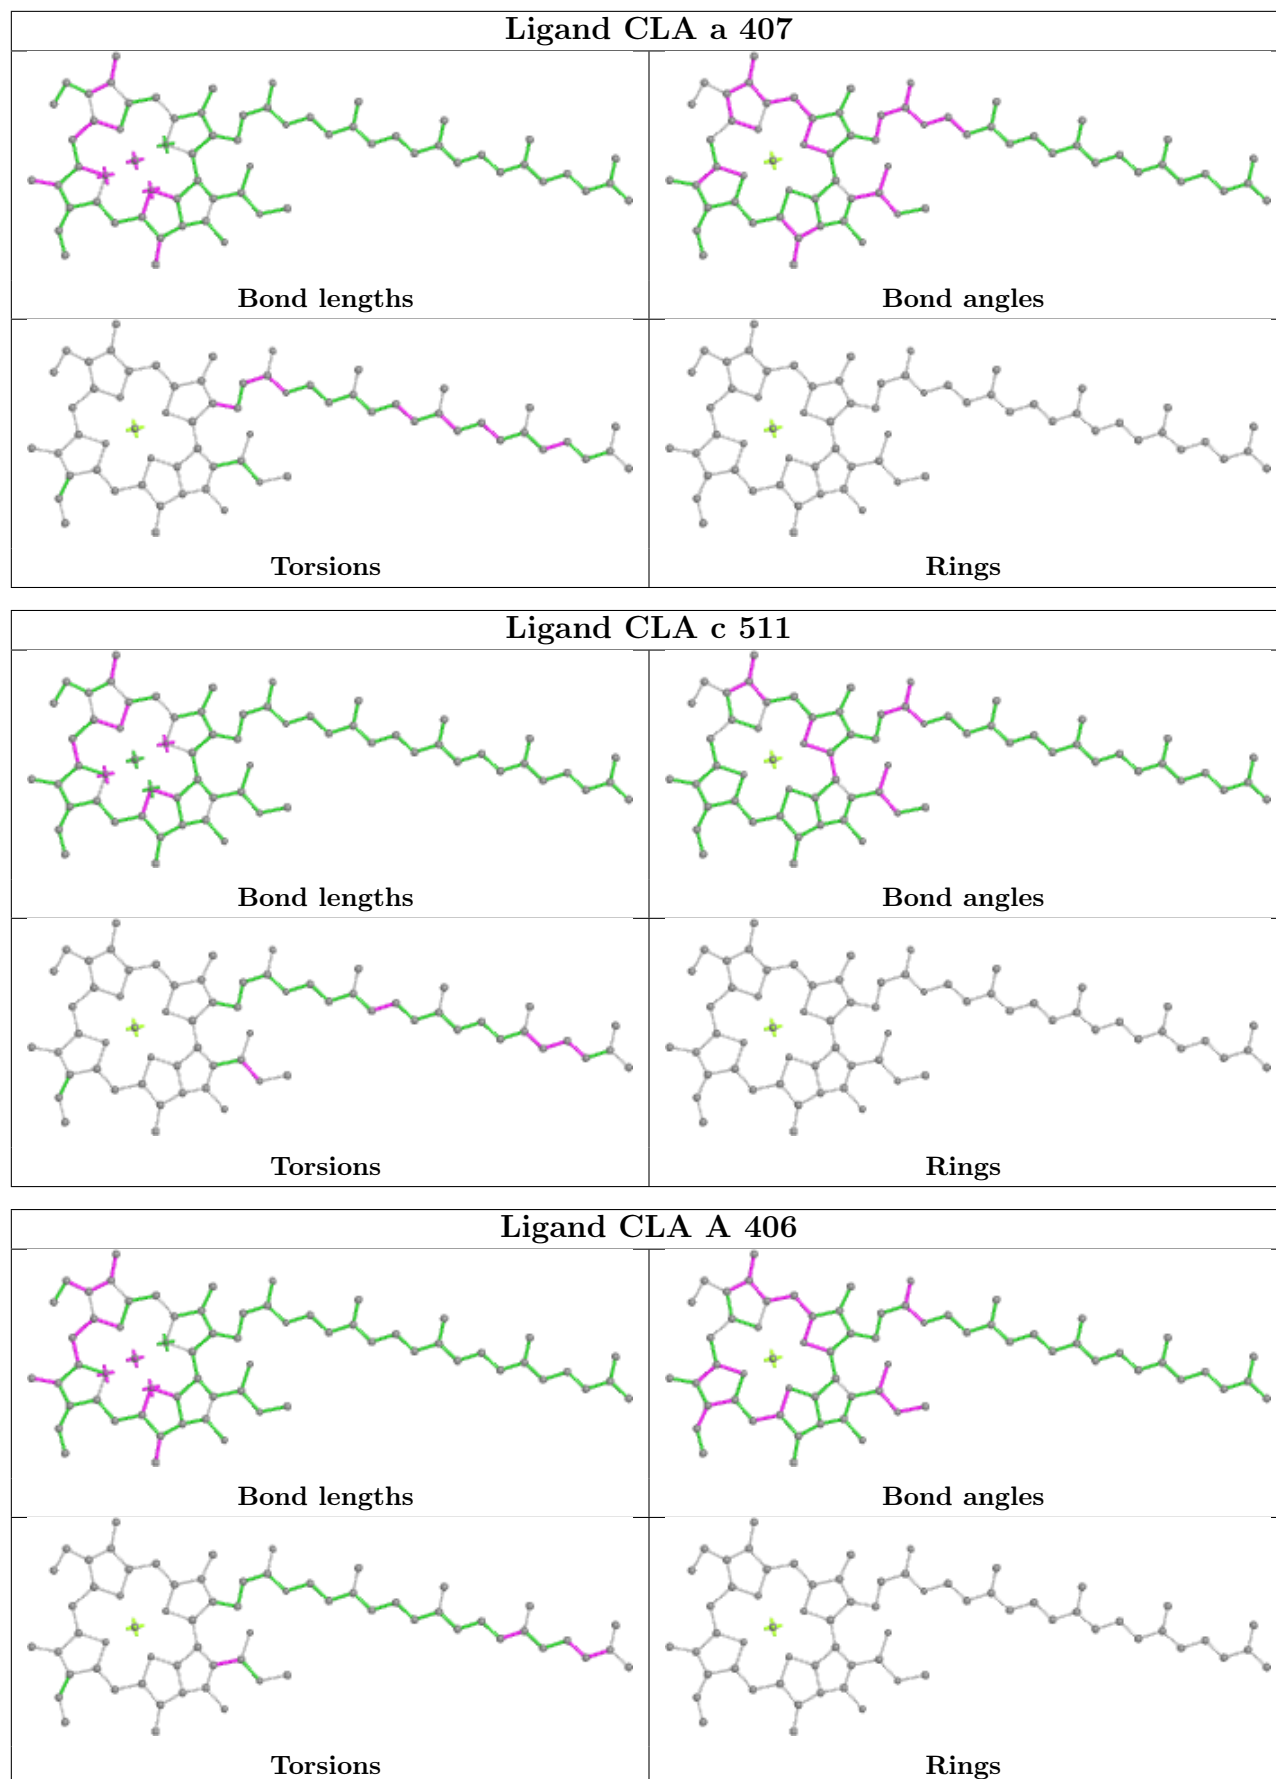 Ligand CLA a 407
Bond lengths
Bond angles
Torsions
Rings
Ligand CLA c 511
Bond lengths
Bond angles
Torsions
Rings
Ligand CLA A 406
Bond lengths
Bond angles
Torsions
Rings